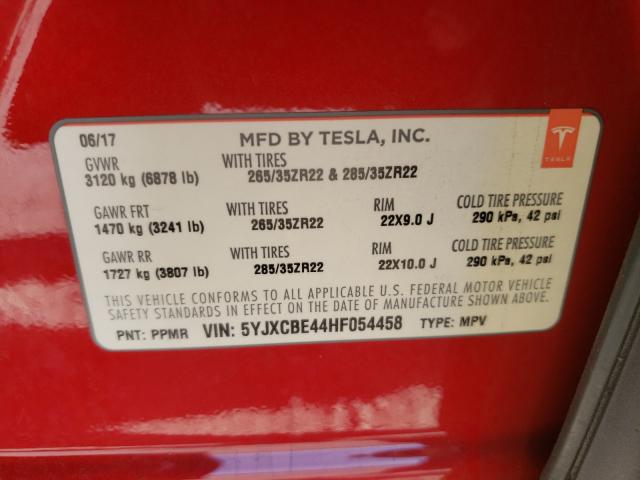 06/17 MFD BY TESLA, INC.
GVWR WITH TIRES
3120 kg (6878 lb) 265/35ZR22 & 285/35ZR22
GAWR FRT WITH TIRES RIM COLD TIRE PRESSURE
1470 kg (3241 lb) 265/35ZR22 22X9.0 J 290 kPa, 42 psi
GAWR RR WITH TIRES RIM COLD TIRE PRESSURE
1727 kg (3807 lb) 285/35ZR22 22X10.0 J 290 kPa, 42 psi
THIS VEHICLE CONFORMS TO ALL APPLICABLE U.S. FEDERAL MOTOR VEHICLE
SAFETY STANDARDS IN EFFECT ON THE DATE OF MANUFACTURE SHOWN ABOVE.
PNT: PPMR VIN: 5YJXCBE44HF054458 TYPE: MPV
TESLA